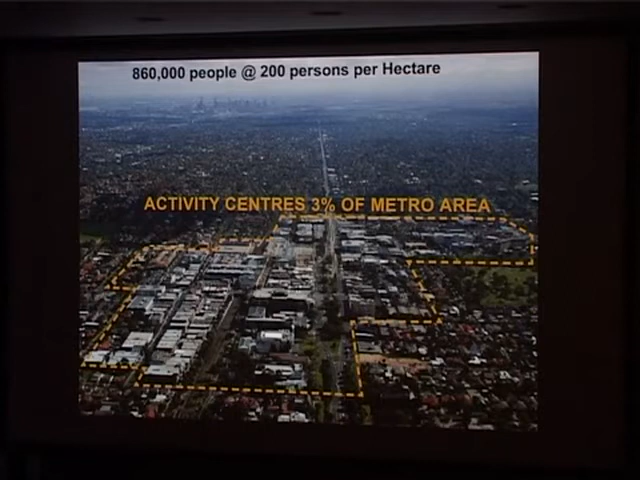 860,000 people @ 200 persons per Hectare
ACTIVITY CENTRES 3% OF METRO AREA